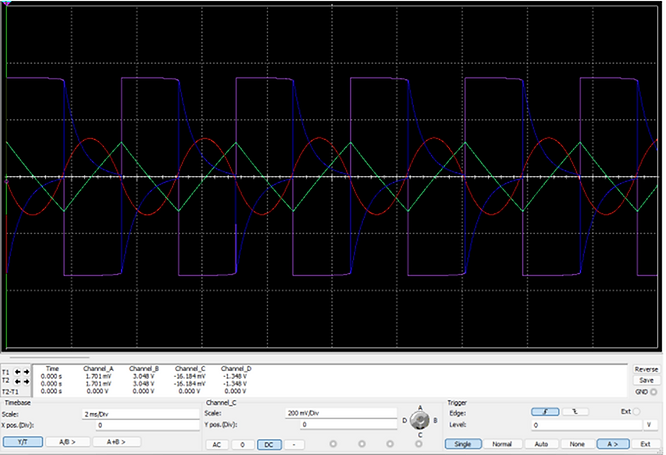 Time Channel_A Channel_B Channel_C Channel_D
T1 0.000 s 1.701 mV 3.048 V -16.184 mV -1.348 V
T2 0.000 s 1.701 mV 3.048 V -16.184 mV -1.348 V
T2-T1 0.000 s 0.000 V 0.000 V 0.000 V 0.000 V
Reverse
Save
GND
Timebase
Scale: 2 ms/Div
X pos.(Div): 0
Y/T A/B > A+B >
Channel_C
Scale: 200 mV/Div
Y pos.(Div): 0
AC 0 DC -
A
D B
C
Trigger
Edge: Ext
Level: 0 V
Single Normal Auto None A > Ext